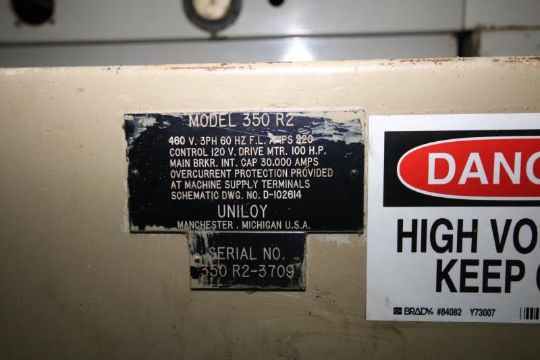 MODEL 350 R2
460 V. 3PH 60 HZ F.L. AMPS 220
CONTROL 120 V. DRIVE MTR. 100 H.P.
MAIN BRKR. INT. CAP 30.000 AMPS
OVERCURRENT PROTECTION PROVIDED
AT MACHINE SUPPLY TERMINALS
SCHEMATIC DWG. NO. D-102614
UNILOY
MANCHESTER, MICHIGAN U.S.A.
SERIAL NO.
350 R2-3709
DANG
HIGH VO
KEEP
BRADY #84082 Y73007